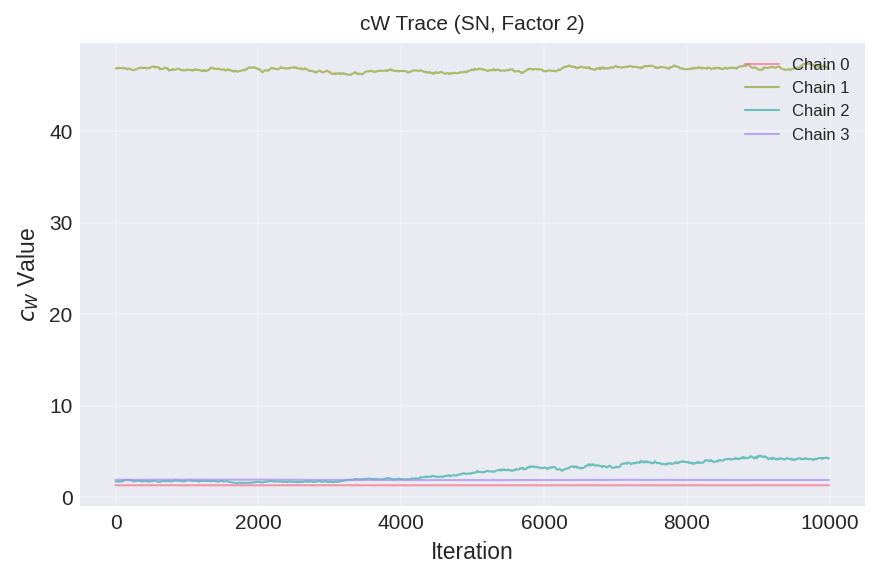 cW Trace (SN, Factor 2)
Chain 0
Chain 1
Chain 2
Chain 3
40
30
20
10
0
cW Value
0 2000 4000 6000 8000 10000
Iteration